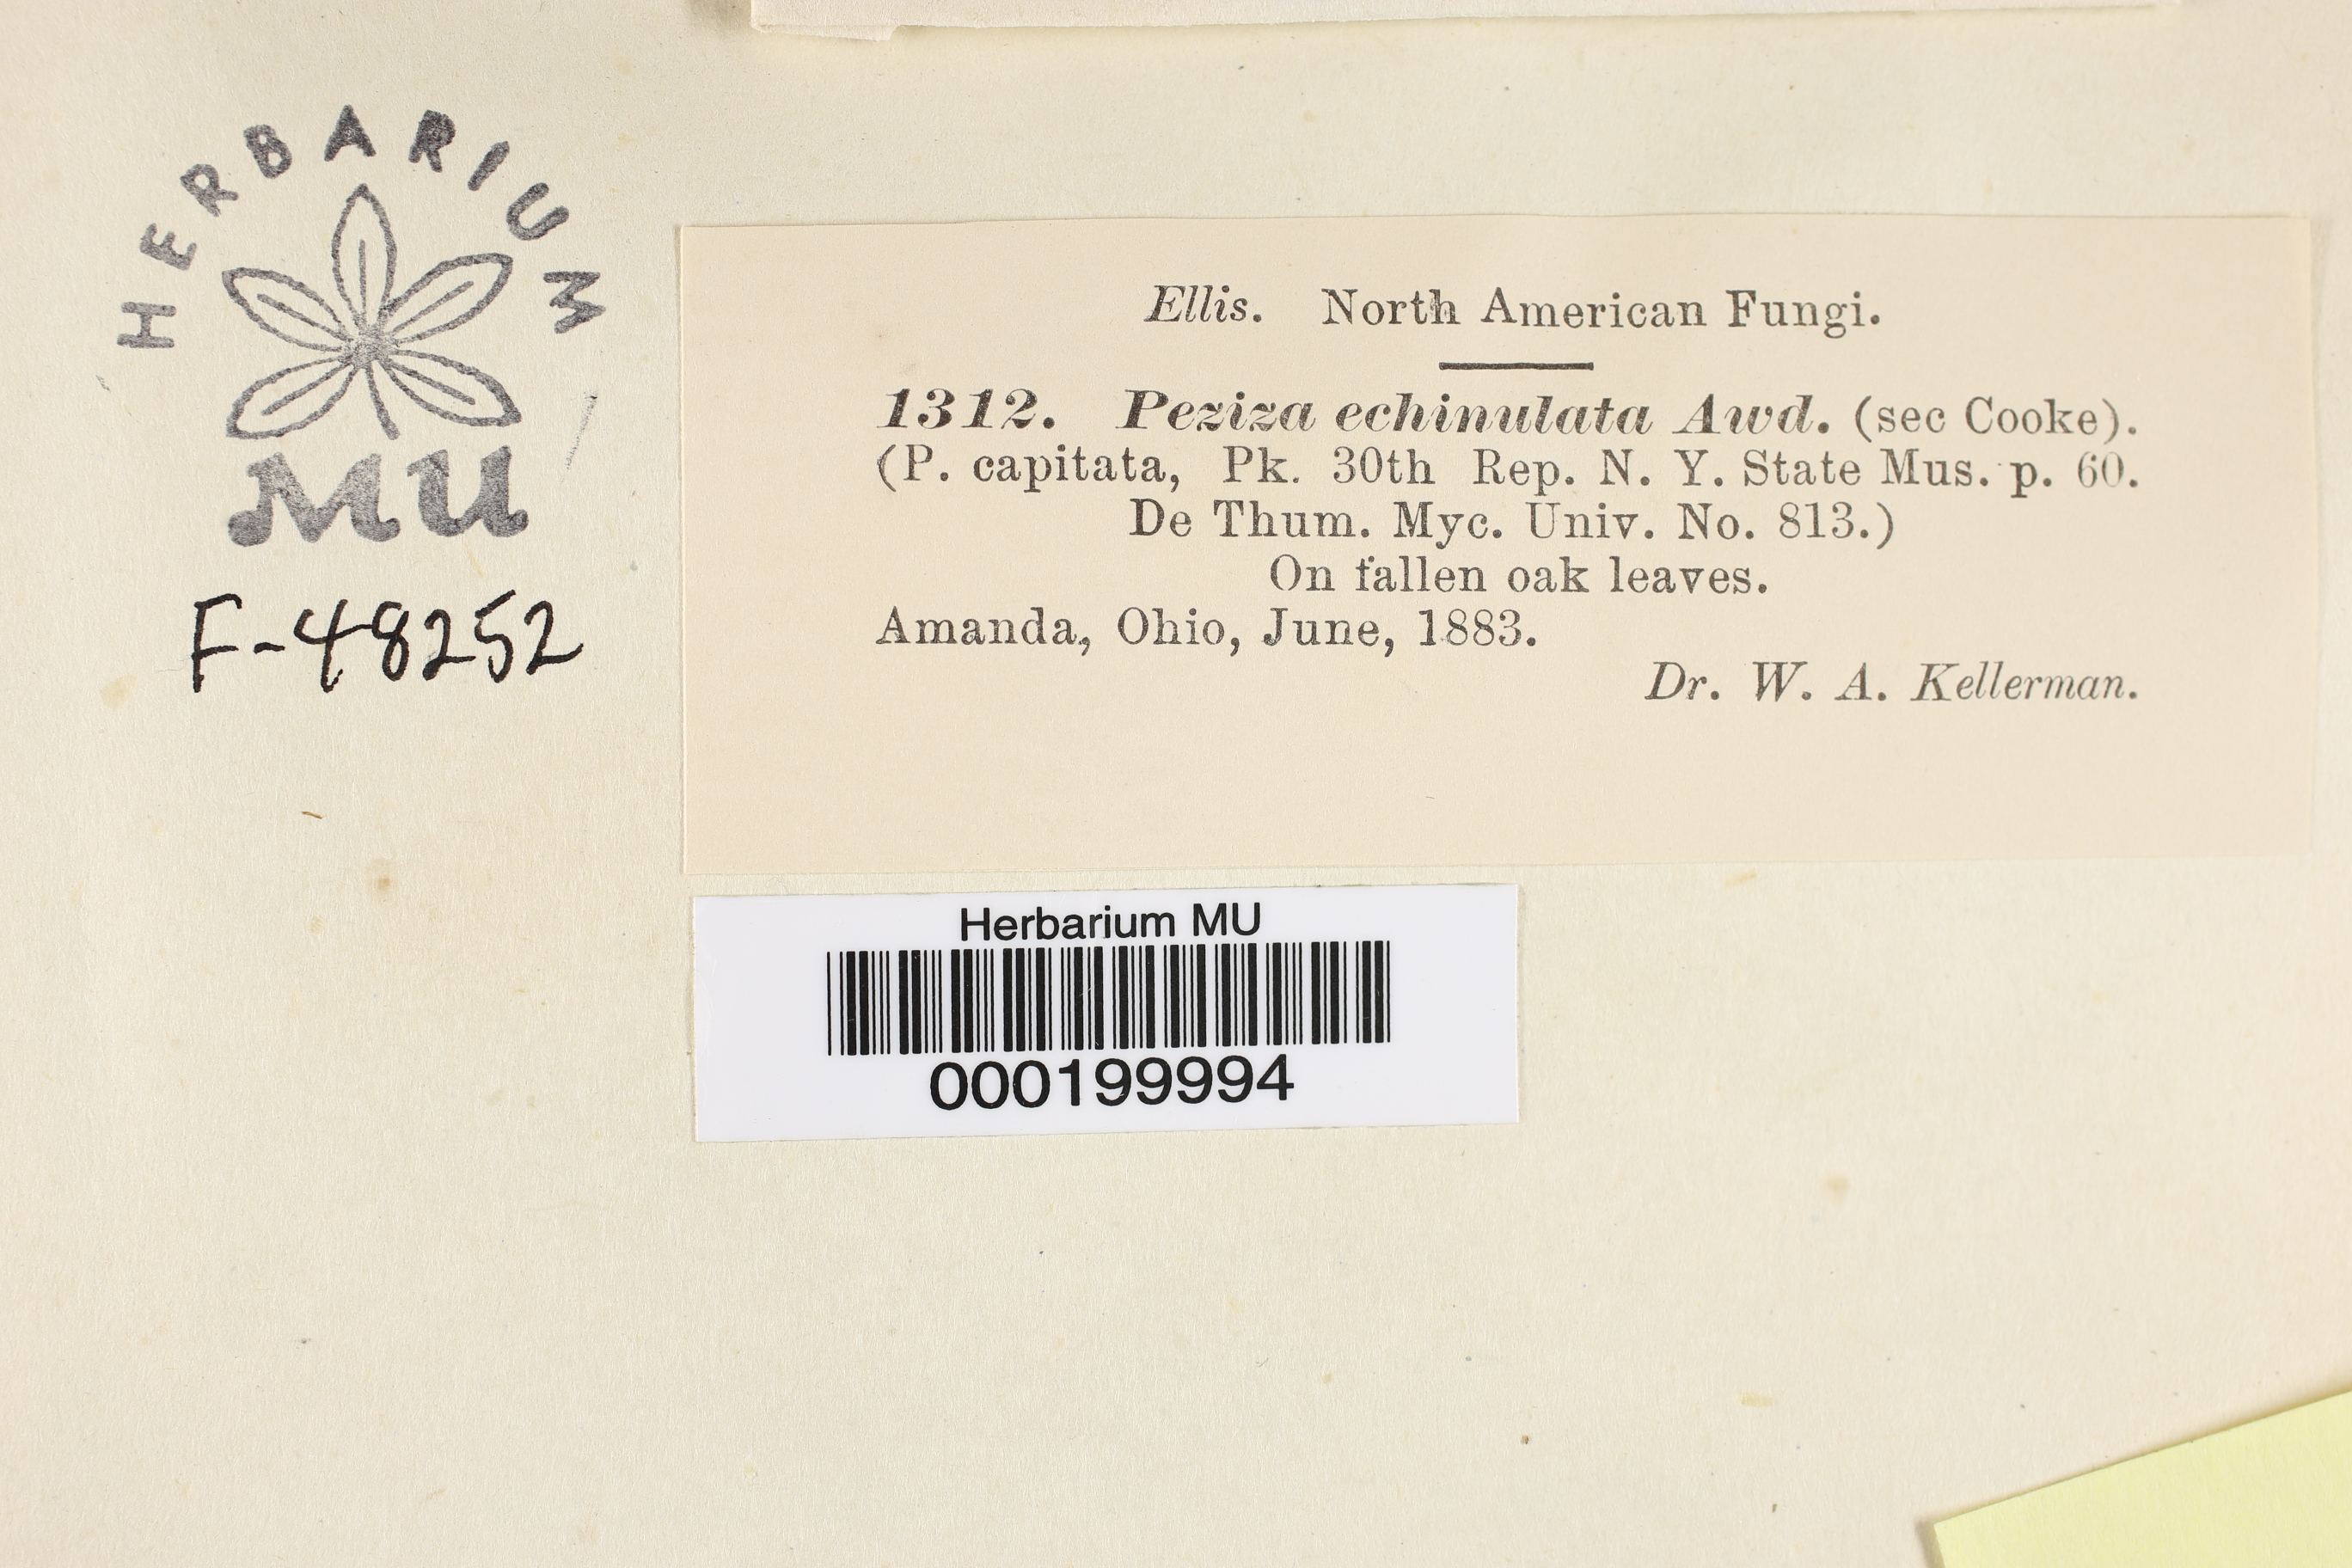 HERBARIUM
MU
F-48252
Ellis. North American Fungi.
1312. Peziza echinulata Awd. (sec Cooke).
(P. capitata, Pk. 30th Rep. N. Y. State Mus. p. 60.
De Thum. Myc. Univ. No. 813.)
On fallen oak leaves.
Amanda, Ohio, June, 1883.
Dr. W. A. Kellerman.
Herbarium MU
000199994